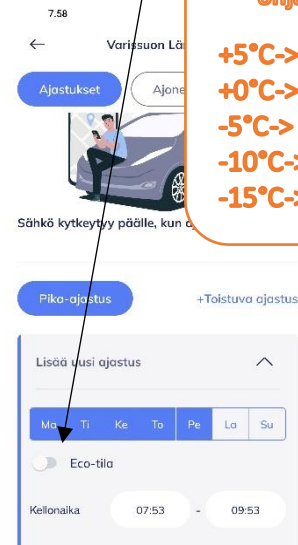 7.58
Varissuon Lä
Ajastukset
Ajone
+5°C->
+0°C->
-5°C->
-10°C->
-15°C->
Sähkö kytkeytyy päälle, kun
Pika-ajastus
+Toistuva ajastus
Lisää uusi ajastus
Ma Ti Ke To Pe La Su
Eco-tila
Kellonaika 07:53 - 09:53